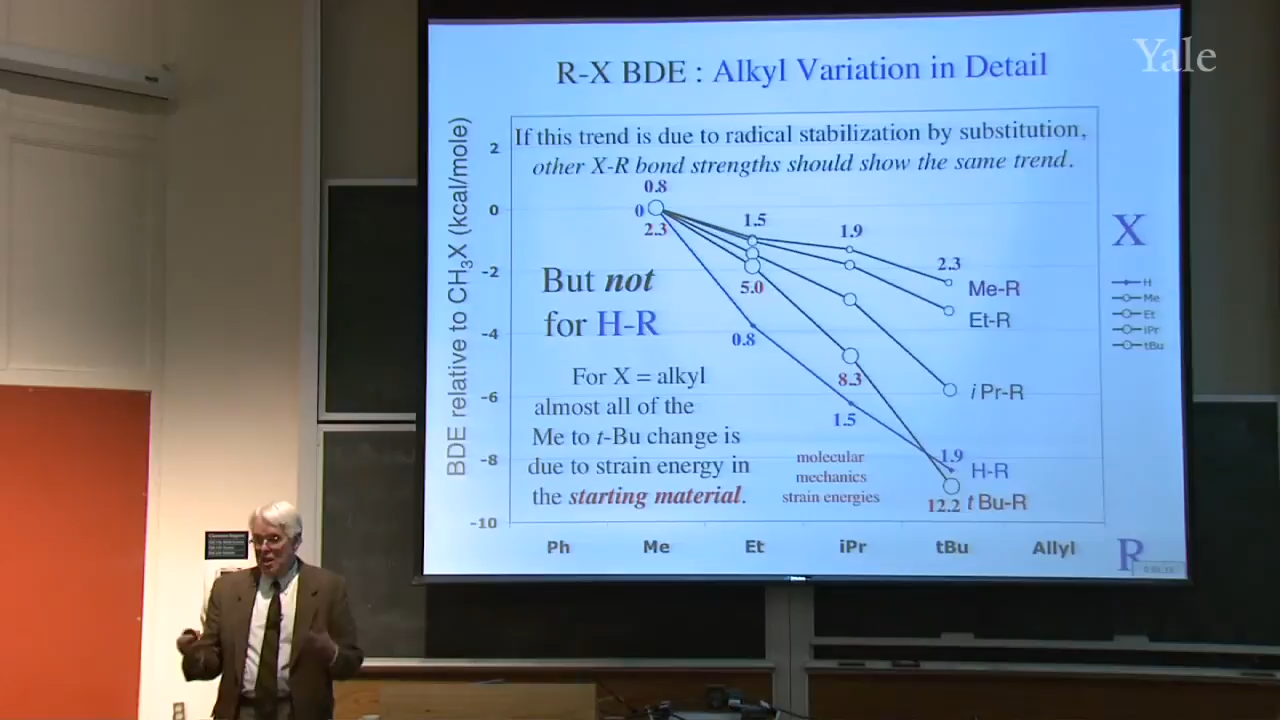 Yale
R-X BDE : Alkyl Variation in Detail
BDE relative to CH₃X (kcal/mole)
If this trend is due to radical stabilization by substitution,
other X-R bond strengths should show the same trend.
2
0
-2
-4
-6
-8
-10
0.8
0
2.3
1.5
1.9
2.3
5.0
0.8
8.3
1.5
1.9
12.2
Me-R
Et-R
i Pr-R
H-R
t Bu-R
But not
for H-R
For X = alkyl
almost all of the
Me to t-Bu change is
due to strain energy in
the starting material.
molecular
mechanics
strain energies
Ph Me Et iPr tBu Allyl
R
X
H
Me
Et
iPr
tBu